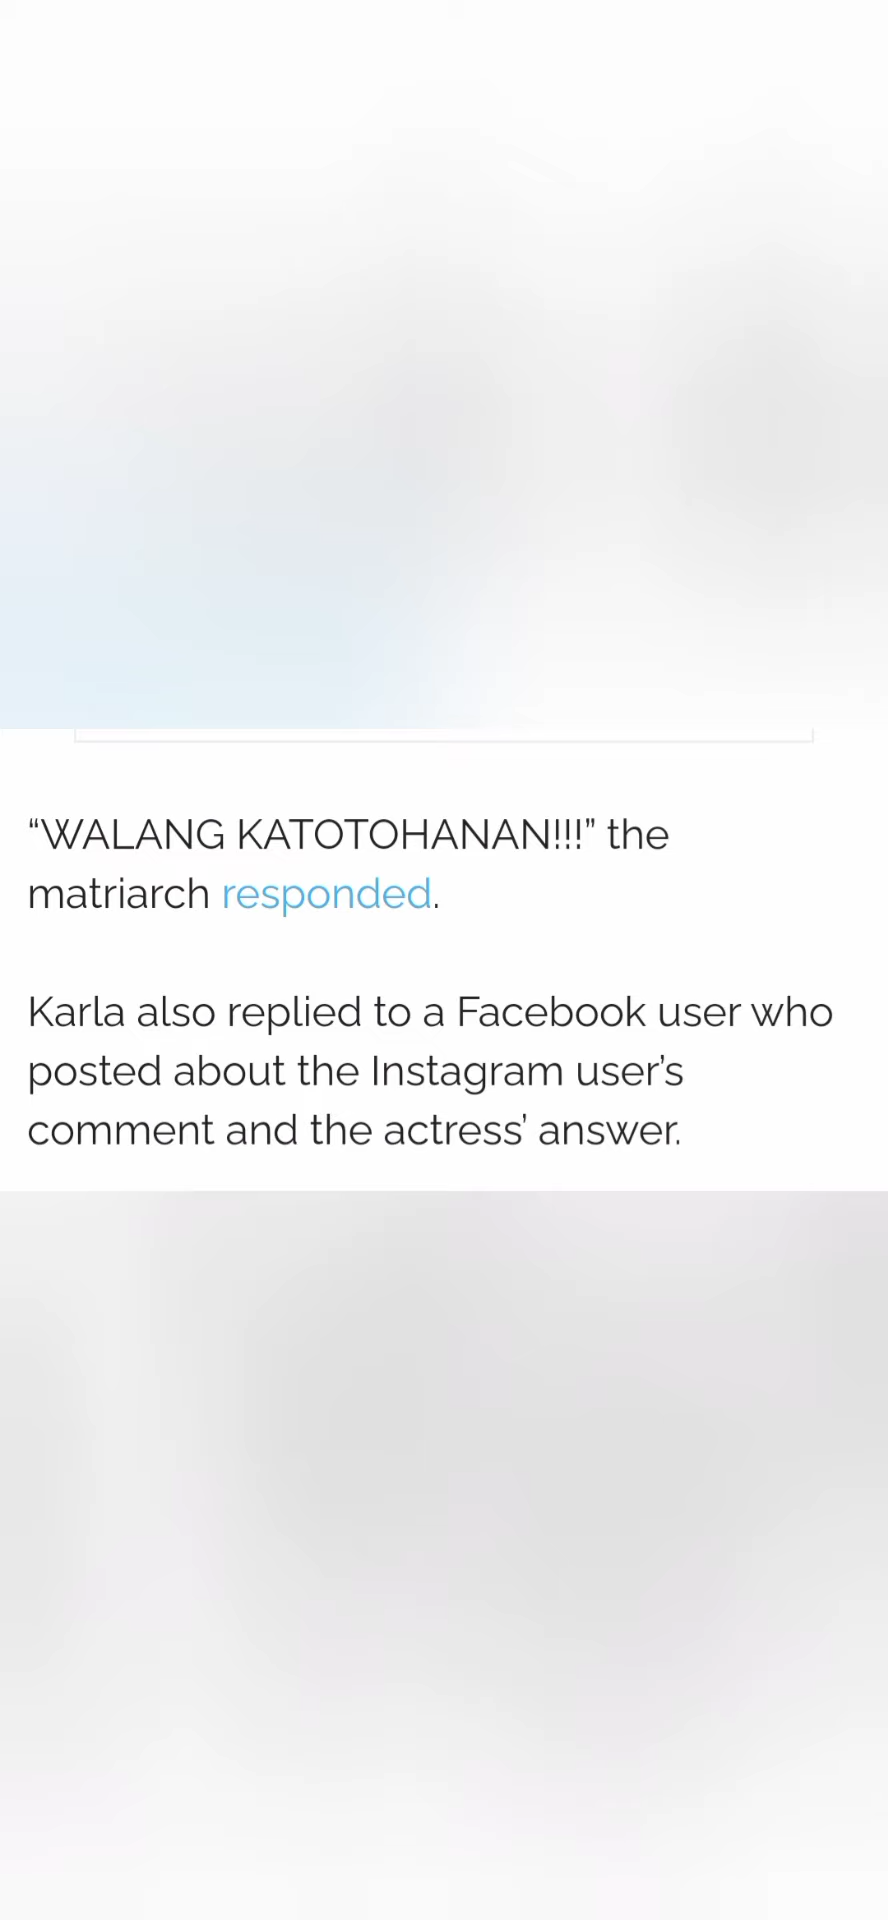 “WALANG KATOTOHANAN!!!” the
matriarch responded.
Karla also replied to a Facebook user who
posted about the Instagram user’s
comment and the actress’ answer.